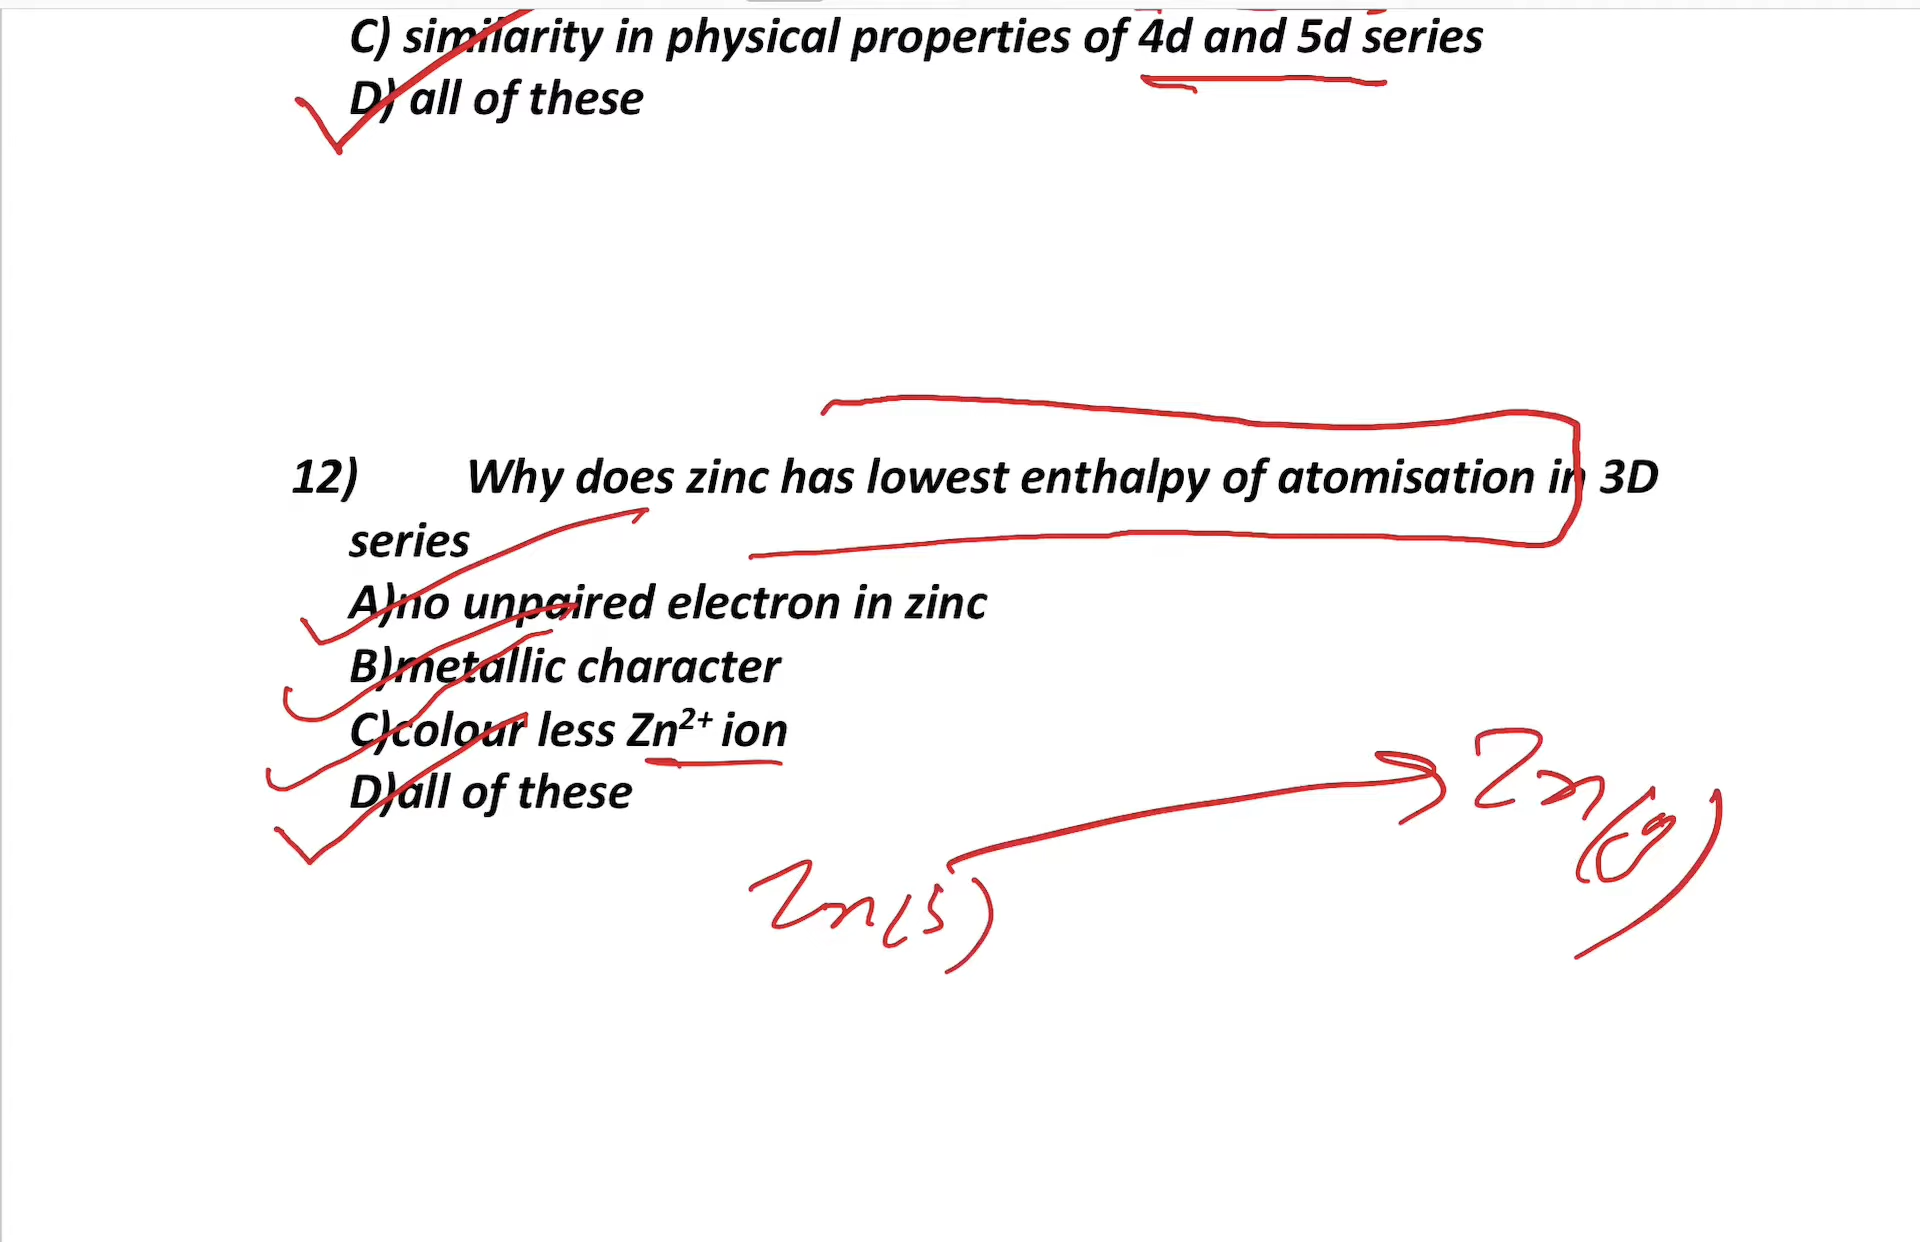 C) similarity in physical properties of 4d and 5d series
D) all of these
12) Why does zinc has lowest enthalpy of atomisation in 3D
series
A)no unpaired electron in zinc
B)metallic character
C)colour less Zn²⁺ ion
D)all of these
Zn(s) Zn(g)